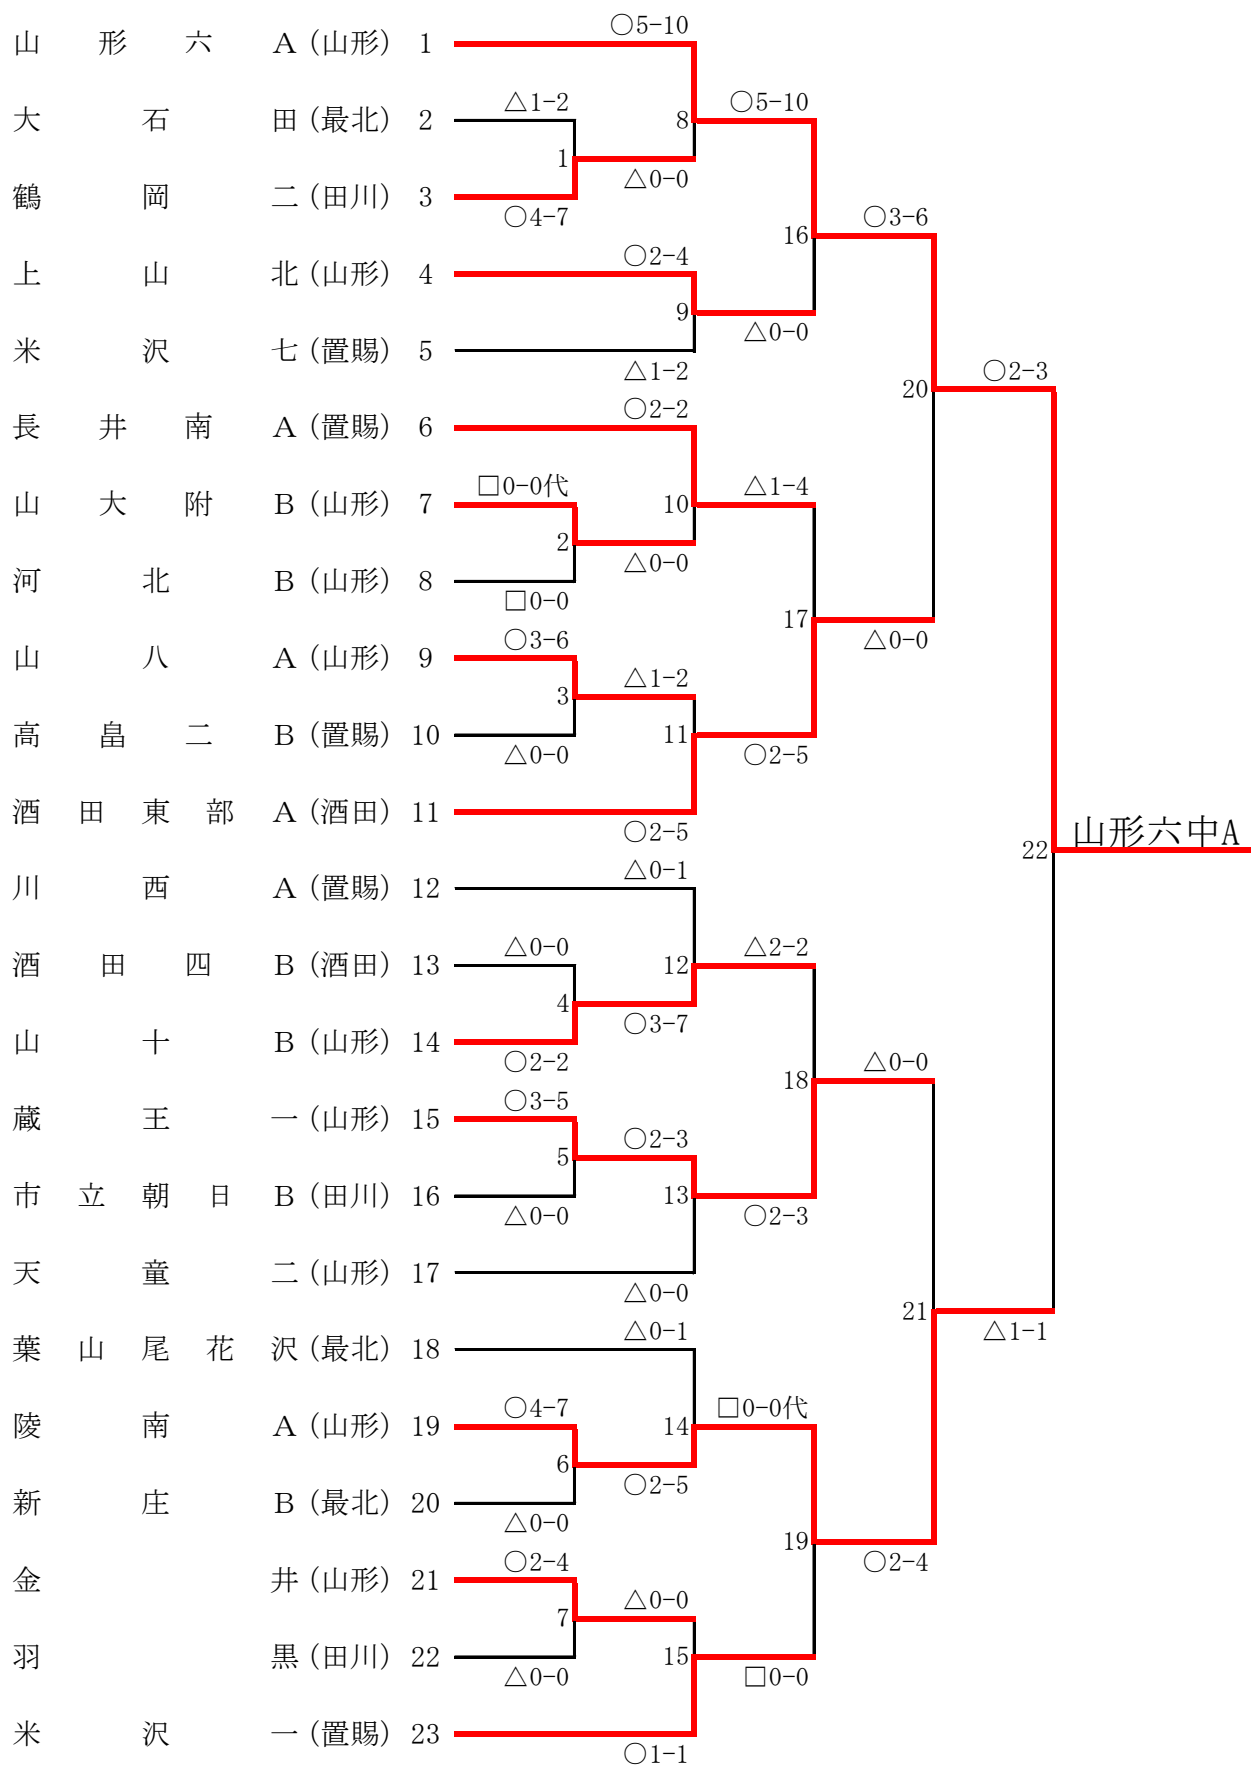 ○5-10
山形六A(山形) 1
△1-2 ○5-10
大石田(最北) 2 8
1
△0-0
鶴岡二(田川) 3
○4-7 ○3-6
16
○2-4
上山北(山形) 4
9
△0-0
米沢七(置賜) 5
△1-2 ○2-3
20
○2-2
長井南A(置賜) 6
□0-0代 △1-4
山大附B(山形) 7 10
2
△0-0
河北B(山形) 8
□0-0
17
○3-6 △0-0
山八A(山形) 9
△1-2
3
高畠二B(置賜) 10 11
△0-0 ○2-5
酒田東部A(酒田) 11
○2-5 山形六中A
22
△0-1
川西A(置賜) 12
△0-0 △2-2
酒田四B(酒田) 13 12
4
○3-7
山十B(山形) 14
○2-2 △0-0
18
○3-5
蔵王一(山形) 15
○2-3
5
市立朝日B(田川) 16 13
△0-0 ○2-3
天童二(山形) 17
△0-0
21
△0-1 △1-1
葉山尾花沢(最北) 18
○4-7 □0-0代
陵南A(山形) 19 14
6
○2-5
新庄B(最北) 20
△0-0
19
○2-4 ○2-4
金井(山形) 21
△0-0
7
羽黒(田川) 22 15
△0-0 □0-0
米沢一(置賜) 23
○1-1